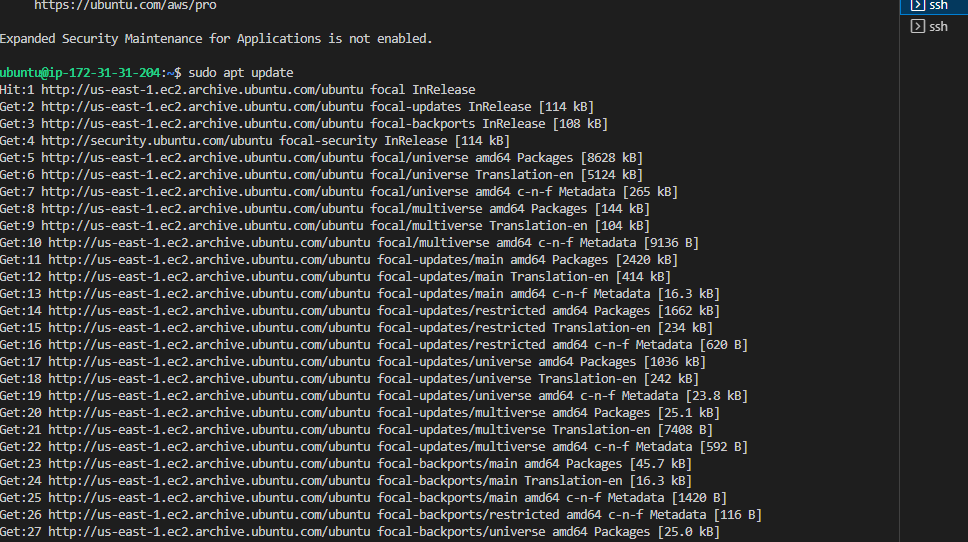 https://ubuntu.com/aws/pro
Expanded Security Maintenance for Applications is not enabled.
ubuntu@ip-172-31-31-204:~$ sudo apt update
Hit:1 http://us-east-1.ec2.archive.ubuntu.com/ubuntu focal InRelease
Get:2 http://us-east-1.ec2.archive.ubuntu.com/ubuntu focal-updates InRelease [114 kB]
Get:3 http://us-east-1.ec2.archive.ubuntu.com/ubuntu focal-backports InRelease [108 kB]
Get:4 http://security.ubuntu.com/ubuntu focal-security InRelease [114 kB]
Get:5 http://us-east-1.ec2.archive.ubuntu.com/ubuntu focal/universe amd64 Packages [8628 kB]
Get:6 http://us-east-1.ec2.archive.ubuntu.com/ubuntu focal/universe Translation-en [5124 kB]
Get:7 http://us-east-1.ec2.archive.ubuntu.com/ubuntu focal/universe amd64 c-n-f Metadata [265 kB]
Get:8 http://us-east-1.ec2.archive.ubuntu.com/ubuntu focal/multiverse amd64 Packages [144 kB]
Get:9 http://us-east-1.ec2.archive.ubuntu.com/ubuntu focal/multiverse Translation-en [104 kB]
Get:10 http://us-east-1.ec2.archive.ubuntu.com/ubuntu focal/multiverse amd64 c-n-f Metadata [9136 B]
Get:11 http://us-east-1.ec2.archive.ubuntu.com/ubuntu focal-updates/main amd64 Packages [2420 kB]
Get:12 http://us-east-1.ec2.archive.ubuntu.com/ubuntu focal-updates/main Translation-en [414 kB]
Get:13 http://us-east-1.ec2.archive.ubuntu.com/ubuntu focal-updates/main amd64 c-n-f Metadata [16.3 kB]
Get:14 http://us-east-1.ec2.archive.ubuntu.com/ubuntu focal-updates/restricted amd64 Packages [1662 kB]
Get:15 http://us-east-1.ec2.archive.ubuntu.com/ubuntu focal-updates/restricted Translation-en [234 kB]
Get:16 http://us-east-1.ec2.archive.ubuntu.com/ubuntu focal-updates/restricted amd64 c-n-f Metadata [620 B]
Get:17 http://us-east-1.ec2.archive.ubuntu.com/ubuntu focal-updates/universe amd64 Packages [1036 kB]
Get:18 http://us-east-1.ec2.archive.ubuntu.com/ubuntu focal-updates/universe Translation-en [242 kB]
Get:19 http://us-east-1.ec2.archive.ubuntu.com/ubuntu focal-updates/universe amd64 c-n-f Metadata [23.8 kB]
Get:20 http://us-east-1.ec2.archive.ubuntu.com/ubuntu focal-updates/multiverse amd64 Packages [25.1 kB]
Get:21 http://us-east-1.ec2.archive.ubuntu.com/ubuntu focal-updates/multiverse Translation-en [7408 B]
Get:22 http://us-east-1.ec2.archive.ubuntu.com/ubuntu focal-updates/multiverse amd64 c-n-f Metadata [592 B]
Get:23 http://us-east-1.ec2.archive.ubuntu.com/ubuntu focal-backports/main amd64 Packages [45.7 kB]
Get:24 http://us-east-1.ec2.archive.ubuntu.com/ubuntu focal-backports/main Translation-en [16.3 kB]
Get:25 http://us-east-1.ec2.archive.ubuntu.com/ubuntu focal-backports/main amd64 c-n-f Metadata [1420 B]
Get:26 http://us-east-1.ec2.archive.ubuntu.com/ubuntu focal-backports/restricted amd64 c-n-f Metadata [116 B]
Get:27 http://us-east-1.ec2.archive.ubuntu.com/ubuntu focal-backports/universe amd64 Packages [25.0 kB]
ssh
ssh